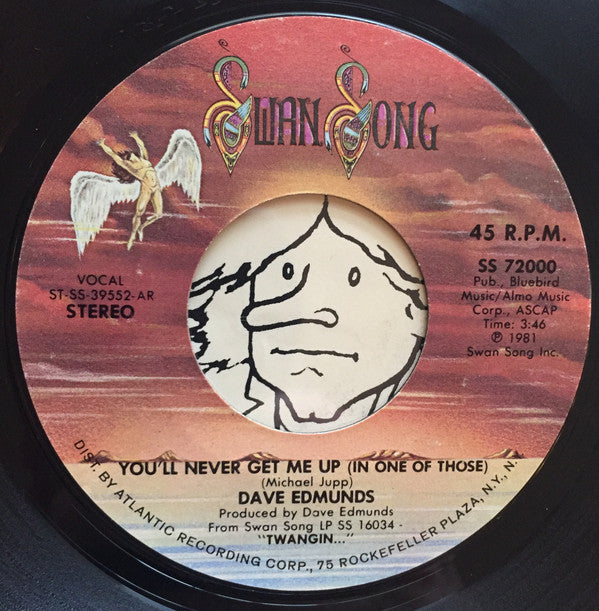 SWAN SONG
45 R.P.M.
SS 72000
Pub., Bluebird
Music/Almo Music
Corp., ASCAP
Time: 3:46
℗ 1981
Swan Song Inc.
VOCAL
ST-SS-39552-AR
STEREO
YOU'LL NEVER GET ME UP (IN ONE OF THOSE)
(Michael Jupp)
DAVE EDMUNDS
Produced by Dave Edmunds
From Swan Song LP SS 16034 -
"TWANGIN..."
DIST. BY ATLANTIC RECORDING CORP., 75 ROCKEFELLER PLAZA, N.Y., N.